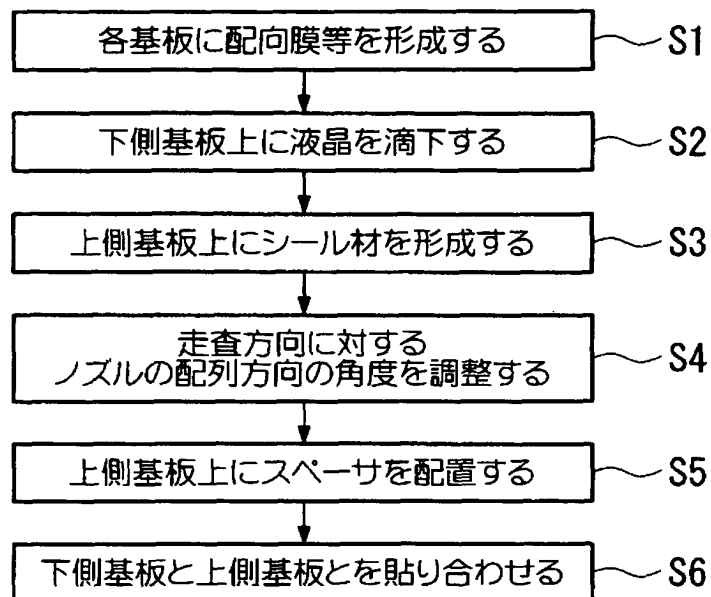 各基板に配向膜等を形成する S1
下側基板上に液晶を滴下する S2
上側基板上にシール材を形成する S3
走査方向に対する
ノズルの配列方向の角度を調整する S4
上側基板上にスペーサを配置する S5
下側基板と上側基板とを貼り合わせる S6